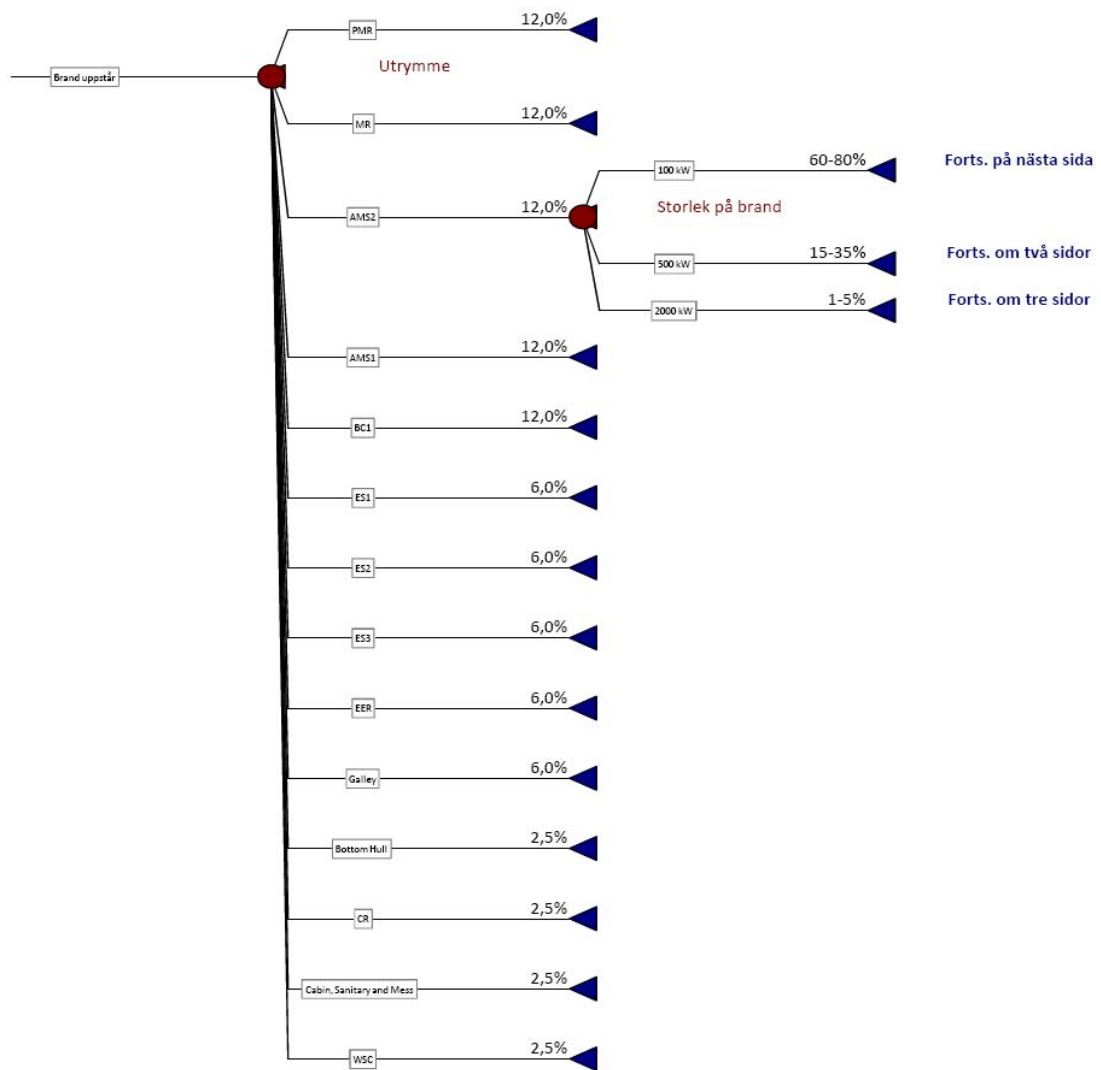 PMR
12,0%
Utrymme
Brand uppstår
MR
12,0%
100 kW
60-80%
Forts. på nästa sida
AMS2
12,0%
Storlek på brand
500 kW
15-35%
Forts. om två sidor
2000 kW
1-5%
Forts. om tre sidor
AMS1
12,0%
BC1
12,0%
ES1
6,0%
ES2
6,0%
ES3
6,0%
EER
6,0%
Galley
6,0%
Bottom Hull
2,5%
CR
2,5%
Cabin, Sanitary and Mess
2,5%
WSC
2,5%